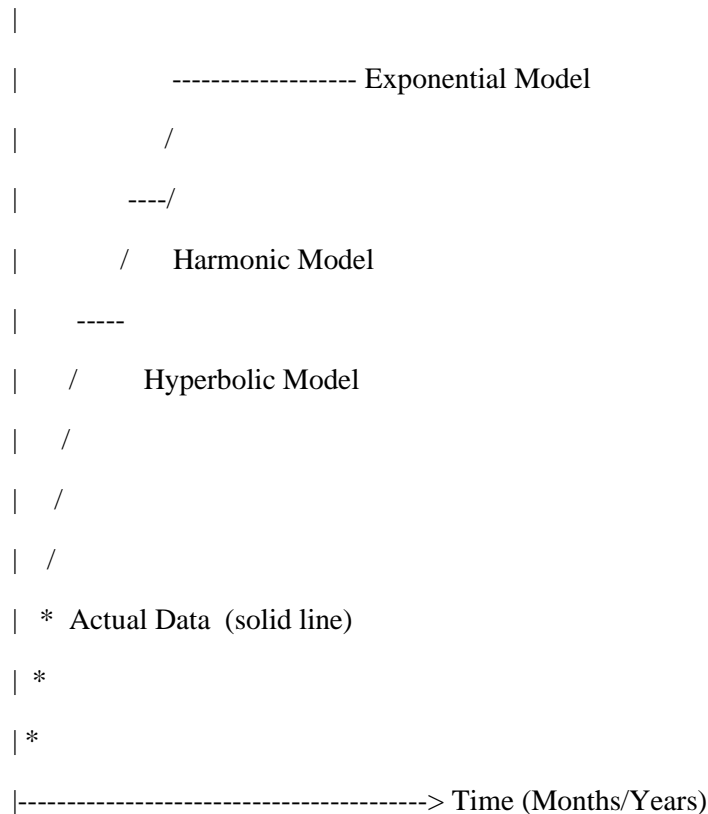 |
| ------------------- Exponential Model
| /
| ----/
| / Harmonic Model
| -----
| / Hyperbolic Model
| /
| /
| /
| * Actual Data (solid line)
| *
| *
|------------------------------------------> Time (Months/Years)